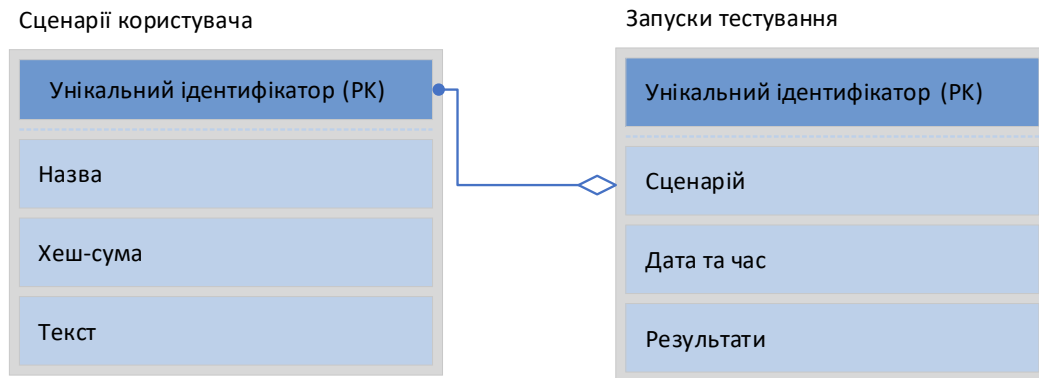 Сценарії користувача
Унікальний ідентифікатор (PK)
Назва
Хеш-сума
Текст
Запуски тестування
Унікальний ідентифікатор (PK)
Сценарій
Дата та час
Результати